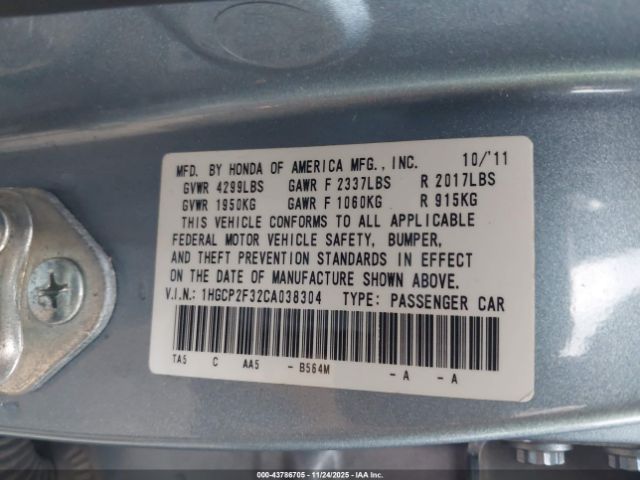 MFD. BY HONDA OF AMERICA MFG., INC. 10/'11
GVWR 4299LBS GAWR F 2337LBS R 2017LBS
GVWR 1950KG GAWR F 1060KG R 915KG
THIS VEHICLE CONFORMS TO ALL APPLICABLE
FEDERAL MOTOR VEHICLE SAFETY, BUMPER,
AND THEFT PREVENTION STANDARDS IN EFFECT
ON THE DATE OF MANUFACTURE SHOWN ABOVE.
V.I.N.: 1HGCP2F32CA038304 TYPE: PASSENGER CAR
TA5 C AA5 - B564M - A - A
© IAA 43786705 - 11/24/2025 - IAAI.COM